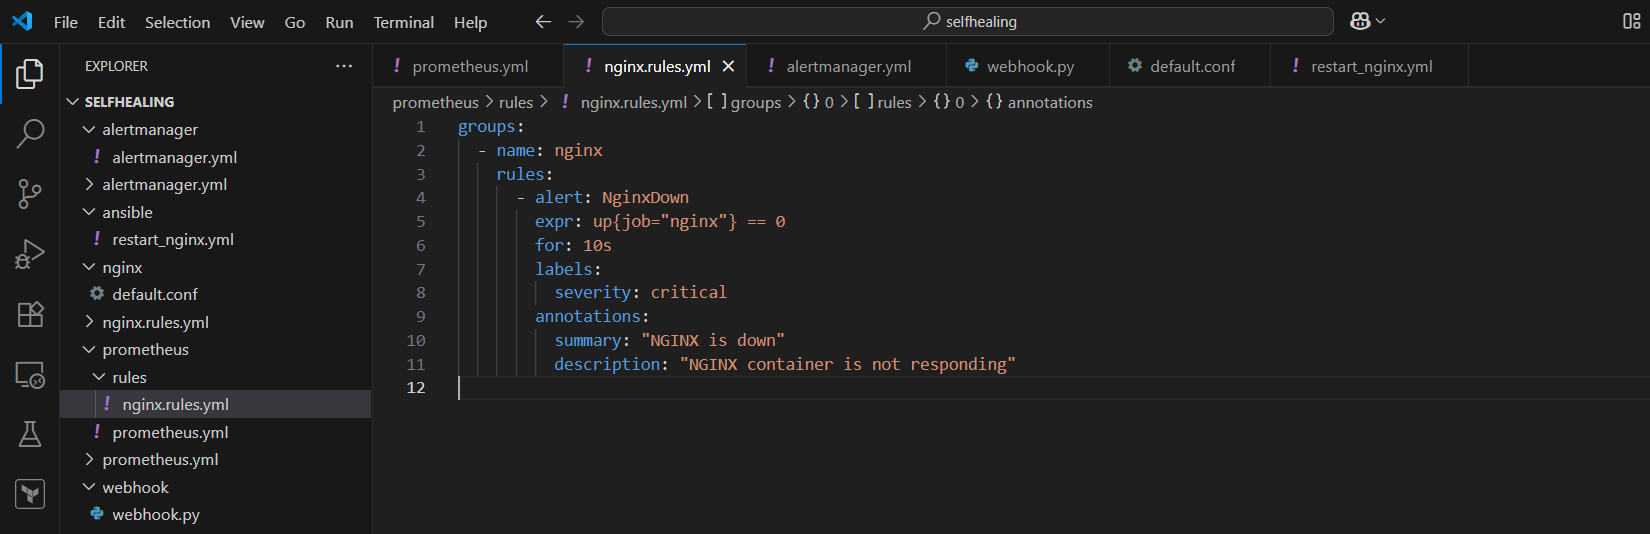 File Edit Selection View Go Run Terminal Help
selfhealing
EXPLORER
prometheus.yml
nginx.rules.yml
alertmanager.yml
webhook.py
default.conf
restart_nginx.yml
SELFHEALING
alertmanager
alertmanager.yml
alertmanager.yml
ansible
restart_nginx.yml
nginx
default.conf
nginx.rules.yml
prometheus
rules
nginx.rules.yml
prometheus.yml
prometheus.yml
webhook
webhook.py
prometheus > rules > ! nginx.rules.yml > [ ] groups > {} 0 > [ ] rules > {} 0 > {} annotations
1 groups:
2   - name: nginx
3     rules:
4       - alert: NginxDown
5         expr: up{job="nginx"} == 0
6         for: 10s
7         labels:
8           severity: critical
9         annotations:
10           summary: "NGINX is down"
11           description: "NGINX container is not responding"
12